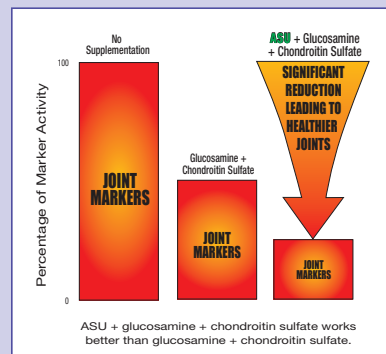 No
Supplementation
ASU + Glucosamine
+ Chondroitin Sulfate
100
SIGNIFICANT
REDUCTION
LEADING TO
HEALTHIER
JOINTS
Glucosamine +
Chondroitin Sulfate
Percentage of Marker Activity
JOINT
MARKERS
JOINT
MARKERS
JOINT
MARKERS
0
ASU + glucosamine + chondroitin sulfate works
better than glucosamine + chondroitin sulfate.